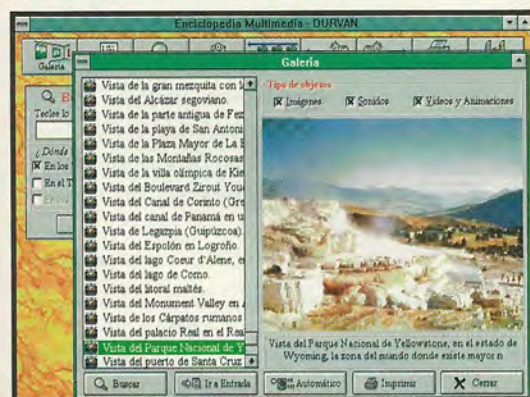 Enciclopedia Multimedia - DURVAN
Galería
Galería
Tipo de objetos
Imágenes
Sonidos
Videos y Animaciones
Teclee lo
¿Dónde
En los
En el T
Vista de la gran mezquita con
Vista del Alcázar segoviano.
Vista de la parte antigua de Fez
Vista de la playa de San Antoni
Vista de la Plaza Mayor de La
Vista de las Montañas Rocosas
Vista de la villa olímpica de Kie
Vista del Boulevard Zirout You
Vista del Canal de Corinto (Gre
Vista del canal de Panamá en u
Vista de Legazpia (Guipúzcoa).
Vista del Espolón en Logroño.
Vista del lago Coeur d'Alene, e
Vista del lago de Como.
Vista del litoral maltés.
Vista del Monument Valley en
Vista de los Cárpatos rumanos
Vista del palacio Real en el Rea
Vista del Parque Nacional de Y
Vista del puerto de Santa Cruz
Vista del Parque Nacional de Yellowstone, en el estado de
Wyoming, la zona del mundo donde existe mayor n
Buscar
Ir a Entrada
Automático
Imprimir
Cerrar